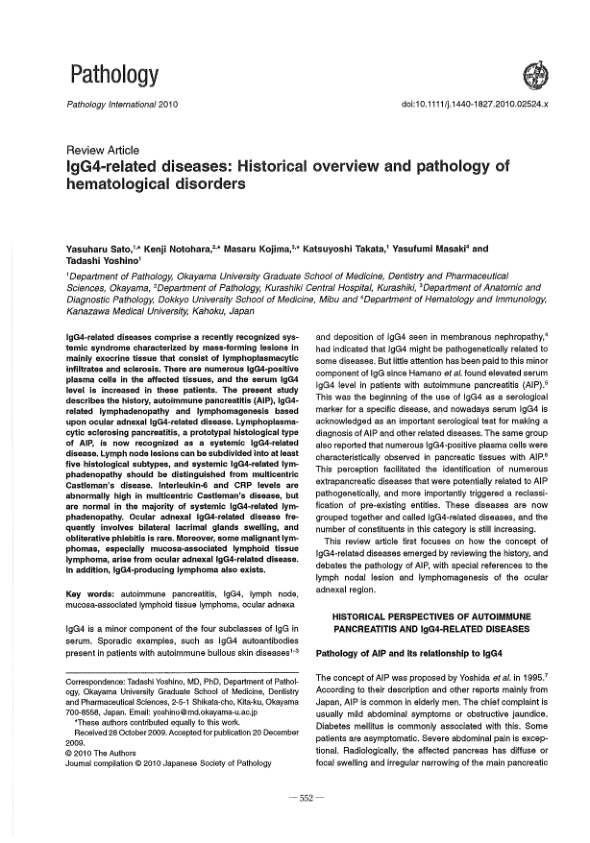 Pathology
Pathology International 2010
doi:10.1111/j.1440-1827.2010.02524.x
Review Article
IgG4-related diseases: Historical overview and pathology of
hematological disorders
Yasuharu Sato,1,* Kenji Notohara,2,* Masaru Kojima,3,* Katsuyoshi Takata,1 Yasufumi Masaki4 and
Tadashi Yoshino1
1Department of Pathology, Okayama University Graduate School of Medicine, Dentistry and Pharmaceutical
Sciences, Okayama, 2Department of Pathology, Kurashiki Central Hospital, Kurashiki, 3Department of Anatomic and
Diagnostic Pathology, Dokkyo University School of Medicine, Mibu and 4Department of Hematology and Immunology,
Kanazawa Medical University, Kahoku, Japan
IgG4-related diseases comprise a recently recognized sys-
temic syndrome characterized by mass-forming lesions in
mainly exocrine tissue that consist of lymphoplasmacytic
infiltrates and sclerosis. There are numerous IgG4-positive
plasma cells in the affected tissues, and the serum IgG4
level is increased in these patients. The present study
describes the history, autoimmune pancreatitis (AIP), IgG4-
related lymphadenopathy and lymphomagenesis based
upon ocular adnexal IgG4-related disease. Lymphoplasma-
cytic sclerosing pancreatitis, a prototypal histological type
of AIP, is now recognized as a systemic IgG4-related
disease. Lymph node lesions can be subdivided into at least
five histological subtypes, and systemic IgG4-related lym-
phadenopathy should be distinguished from multicentric
Castleman's disease. Interleukin-6 and CRP levels are
abnormally high in multicentric Castleman's disease, but
are normal in the majority of systemic IgG4-related lym-
phadenopathy. Ocular adnexal IgG4-related disease fre-
quently involves bilateral lacrimal glands swelling, and
obliterative phlebitis is rare. Moreover, some malignant lym-
phomas, especially mucosa-associated lymphoid tissue
lymphoma, arise from ocular adnexal IgG4-related disease.
In addition, IgG4-producing lymphoma also exists.
Key words: autoimmune pancreatitis, IgG4, lymph node,
mucosa-associated lymphoid tissue lymphoma, ocular adnexa
IgG4 is a minor component of the four subclasses of IgG in
serum. Sporadic examples, such as IgG4 autoantibodies
present in patients with autoimmune bullous skin diseases1–3
Correspondence: Tadashi Yoshino, MD, PhD, Department of Pathol-
ogy, Okayama University Graduate School of Medicine, Dentistry
and Pharmaceutical Sciences, 2-5-1 Shikata-cho, Kita-ku, Okayama
700-8558, Japan. Email: yoshino@md.okayama-u.ac.jp
*These authors contributed equally to this work.
Received 28 October 2009. Accepted for publication 20 December
2009.
© 2010 The Authors
Journal compilation © 2010 Japanese Society of Pathology
and deposition of IgG4 seen in membranous nephropathy,4
had indicated that IgG4 might be pathogenetically related to
some diseases. But little attention has been paid to this minor
component of IgG since Hamano et al. found elevated serum
IgG4 level in patients with autoimmune pancreatitis (AIP).5
This was the beginning of the use of IgG4 as a serological
marker for a specific disease, and nowadays serum IgG4 is
acknowledged as an important serological test for making a
diagnosis of AIP and other related diseases. The same group
also reported that numerous IgG4-positive plasma cells were
characteristically observed in pancreatic tissues with AIP.6
This perception facilitated the identification of numerous
extrapancreatic diseases that were potentially related to AIP
pathogenetically, and more importantly triggered a reclassi-
fication of pre-existing entities. These diseases are now
grouped together and called IgG4-related diseases, and the
number of constituents in this category is still increasing.
This review article first focuses on how the concept of
IgG4-related diseases emerged by reviewing the history, and
debates the pathology of AIP, with special references to the
lymph nodal lesion and lymphomagenesis of the ocular
adnexal region.
HISTORICAL PERSPECTIVES OF AUTOIMMUNE
PANCREATITIS AND IgG4-RELATED DISEASES
Pathology of AIP and its relationship to IgG4
The concept of AIP was proposed by Yoshida et al. in 1995.7
According to their description and other reports mainly from
Japan, AIP is common in elderly men. The chief complaint is
usually mild abdominal symptoms or obstructive jaundice.
Diabetes mellitus is commonly associated with this. Some
patients are asymptomatic. Severe abdominal pain is excep-
tional. Radiologically, the affected pancreas has diffuse or
focal swelling and irregular narrowing of the main pancreatic
— 552 —